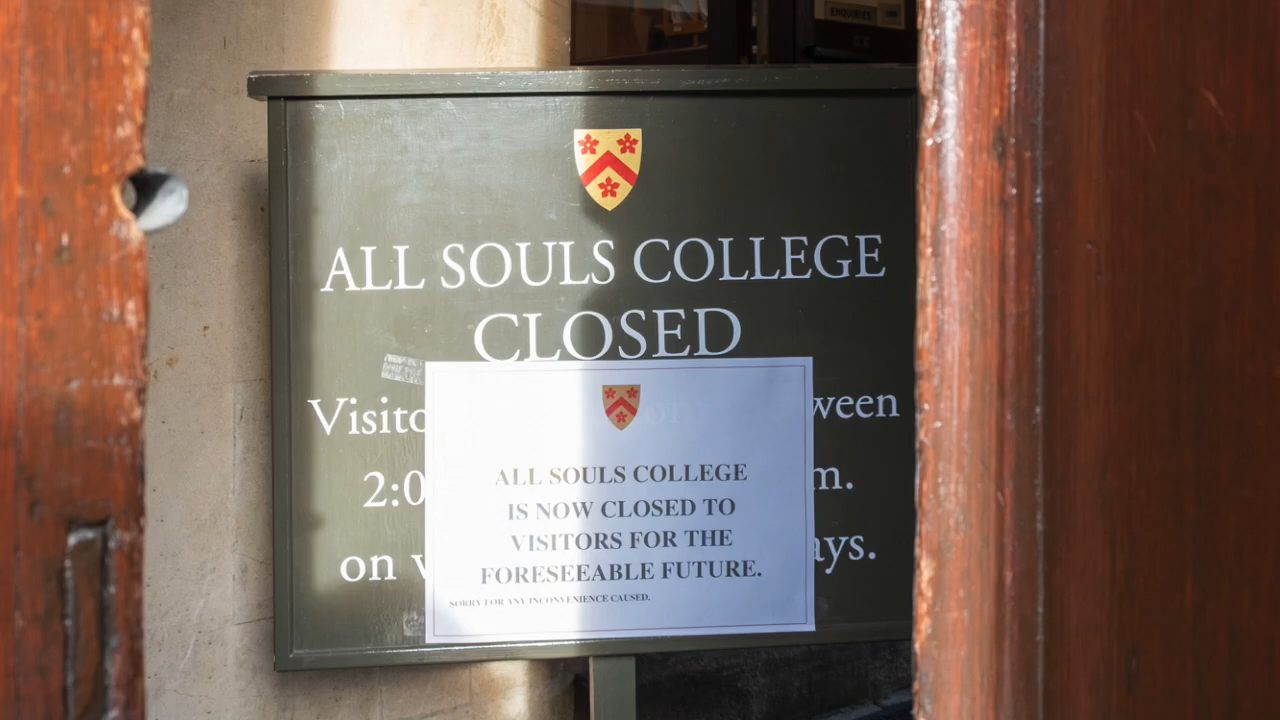 ENQUIRIES
ALL SOULS COLLEGE
CLOSED
Visito ween
2:0 m.
on v ays.
ALL SOULS COLLEGE
IS NOW CLOSED TO
VISITORS FOR THE
FORESEEABLE FUTURE.
SORRY FOR ANY INCONVENIENCE CAUSED.